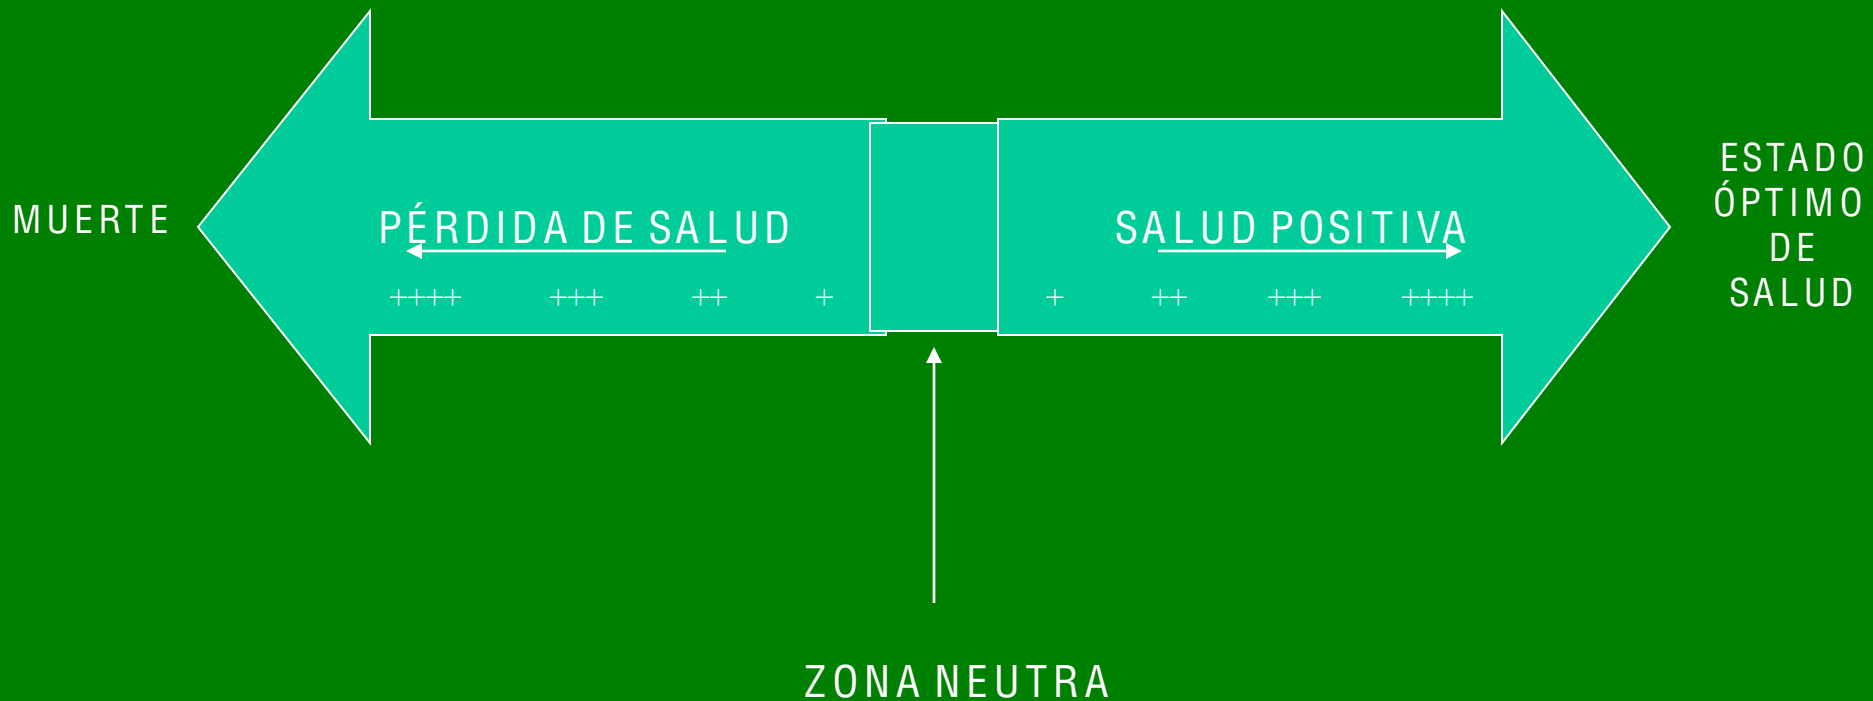 MUERTE
PÉRDIDA DE SALUD
++++ +++ ++ +
SALUD POSITIVA
+ ++ +++ ++++
ESTADO
ÓPTIMO
DE
SALUD
ZONA NEUTRA